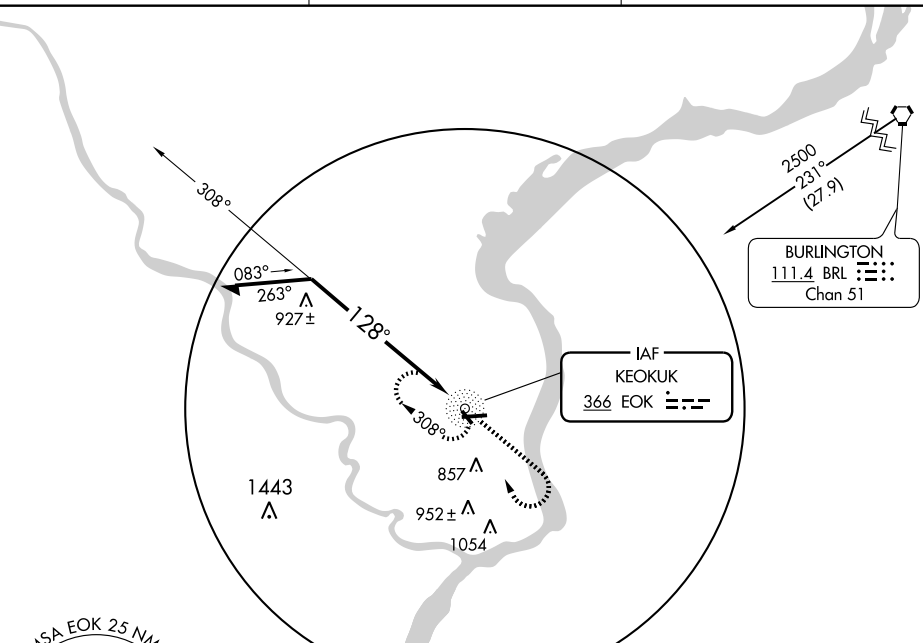 2500
231°
(27.9)
BURLINGTON
111.4 BRL
Chan 51
308°
083°
263°
927±
128°
IAF
KEOKUK
366 EOK
308°
857
1443
952±
1054
MSA EOK 25 NM